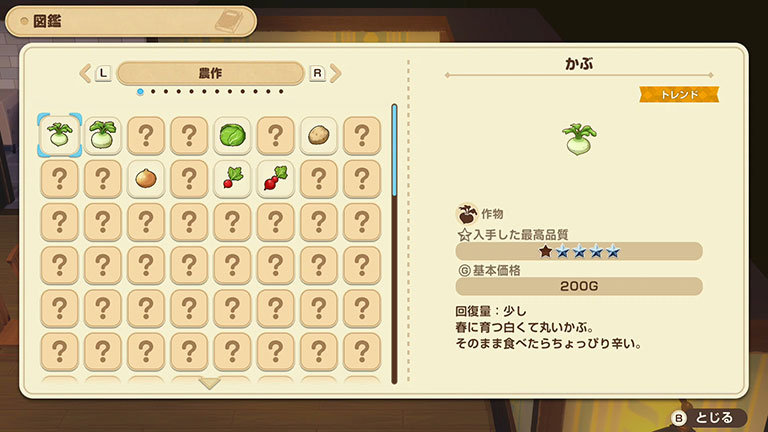 図鑑
L
農作
R
かぶ
トレンド
? ? ? ?
? ? ? ? ?
? ? ? ? ? ? ? ?
? ? ? ? ? ? ? ?
? ? ? ? ? ? ? ?
? ? ? ? ? ? ? ?
作物
☆入手した最高品質
★★★★★
G基本価格
200G
回復量：少し
春に育つ白くて丸いかぶ。
そのまま食べたらちょっぴり辛い。
B とじる